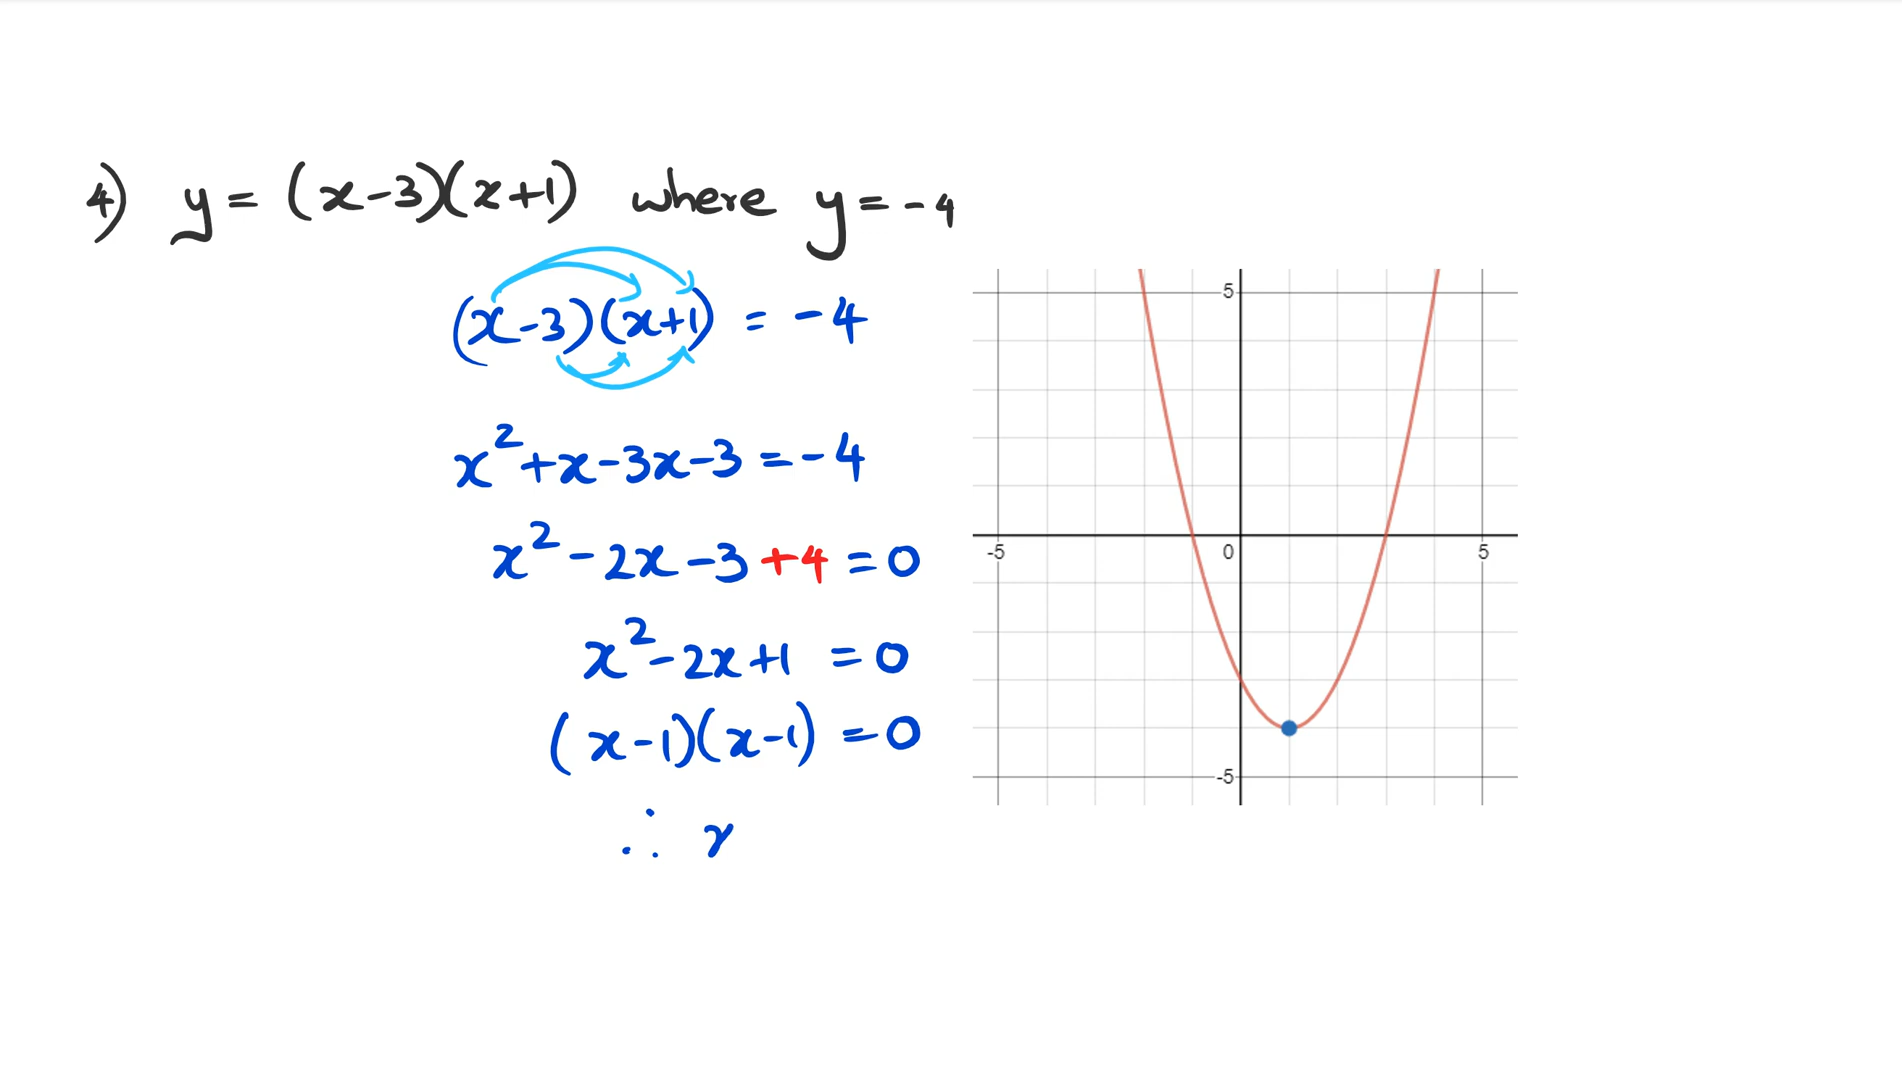 4) y = (x-3)(x+1) where y = -4
(x-3)(x+1) = -4
x²+x-3x-3=-4
x²-2x-3+4=0
x²-2x+1=0
(x-1)(x-1)=0
∴ x
5
-5 0 5
-5